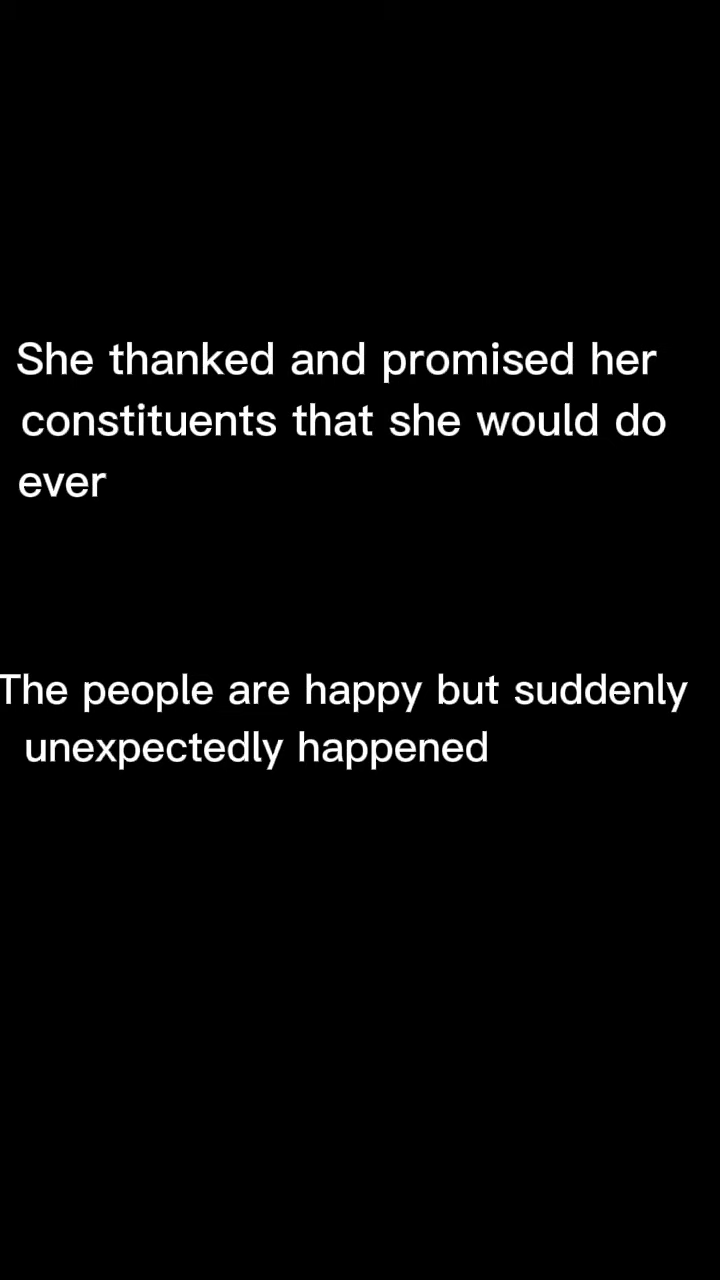 She thanked and promised her
constituents that she would do
ever
The people are happy but suddenly
unexpectedly happened